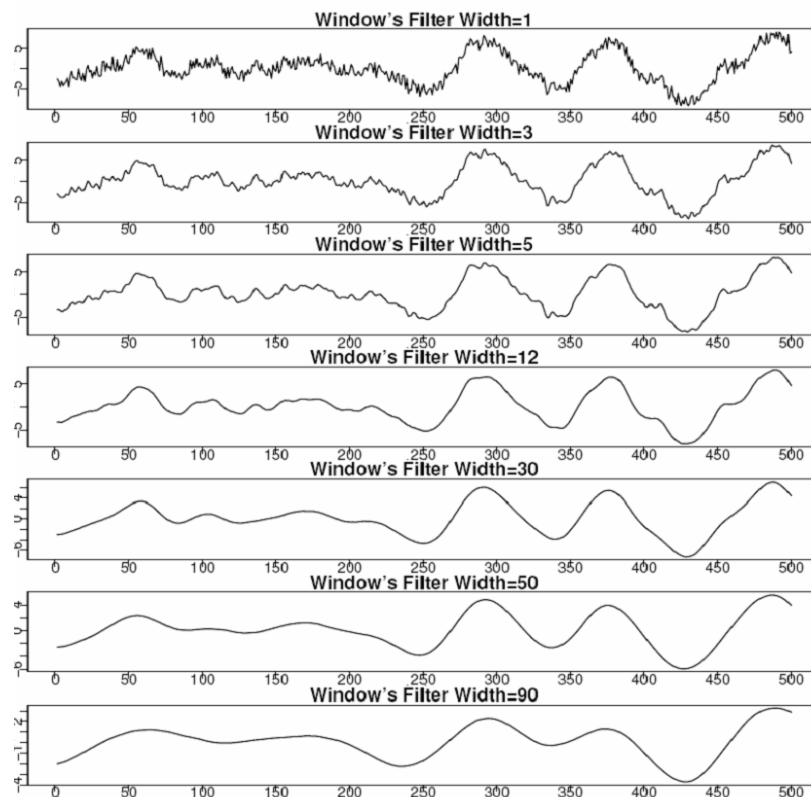 Window's Filter Width=1
0 50 100 150 200 250 300 350 400 450 500
Window's Filter Width=3
0 50 100 150 200 250 300 350 400 450 500
Window's Filter Width=5
0 50 100 150 200 250 300 350 400 450 500
Window's Filter Width=12
0 50 100 150 200 250 300 350 400 450 500
Window's Filter Width=30
0 50 100 150 200 250 300 350 400 450 500
Window's Filter Width=50
0 50 100 150 200 250 300 350 400 450 500
Window's Filter Width=90
-4 -1 2
0 50 100 150 200 250 300 350 400 450 500